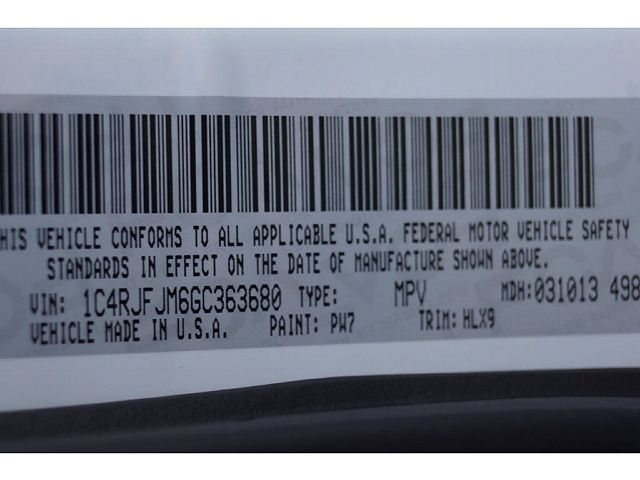 HIS VEHICLE CONFORMS TO ALL APPLICABLE U.S.A. FEDERAL MOTOR VEHICLE SAFETY
STANDARDS IN EFFECT ON THE DATE OF MANUFACTURE SHOWN ABOVE.
VIN: 1C4RJFJM6GC363680 TYPE: MPV MDH:031013 498
VEHICLE MADE IN U.S.A. PAINT: PW7 TRIM: HLX9